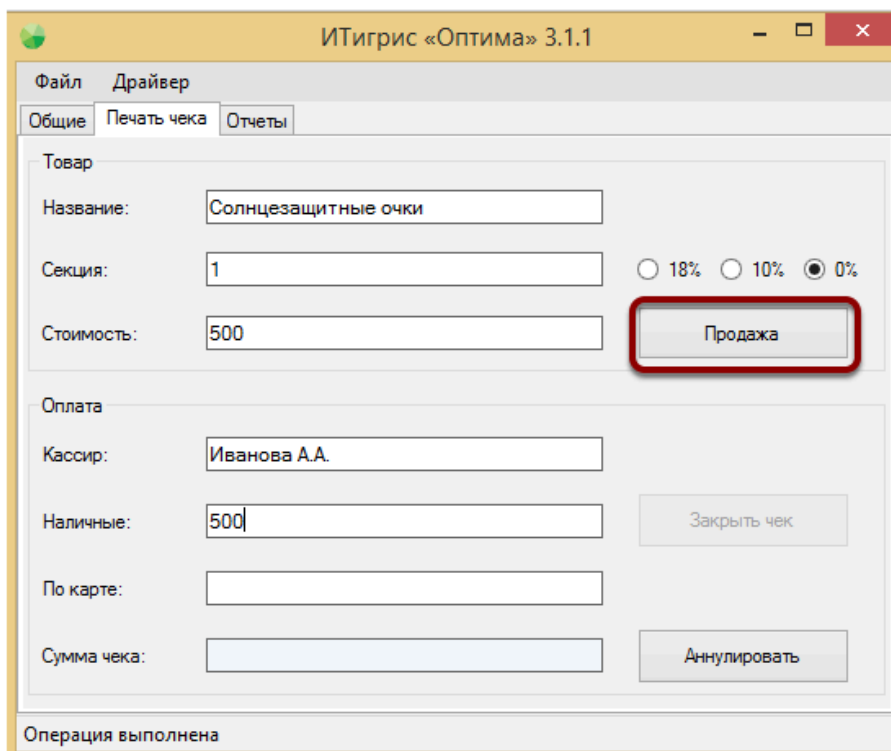 ИТигрис «Оптима» 3.1.1
Файл Драйвер
Общие Печать чека Отчеты
Товар
Название: Солнцезащитные очки
Секция: 1 18% 10% 0%
Стоимость: 500 Продажа
Оплата
Кассир: Иванова А.А.
Наличные: 500 Закрыть чек
По карте:
Сумма чека: Аннулировать
Операция выполнена